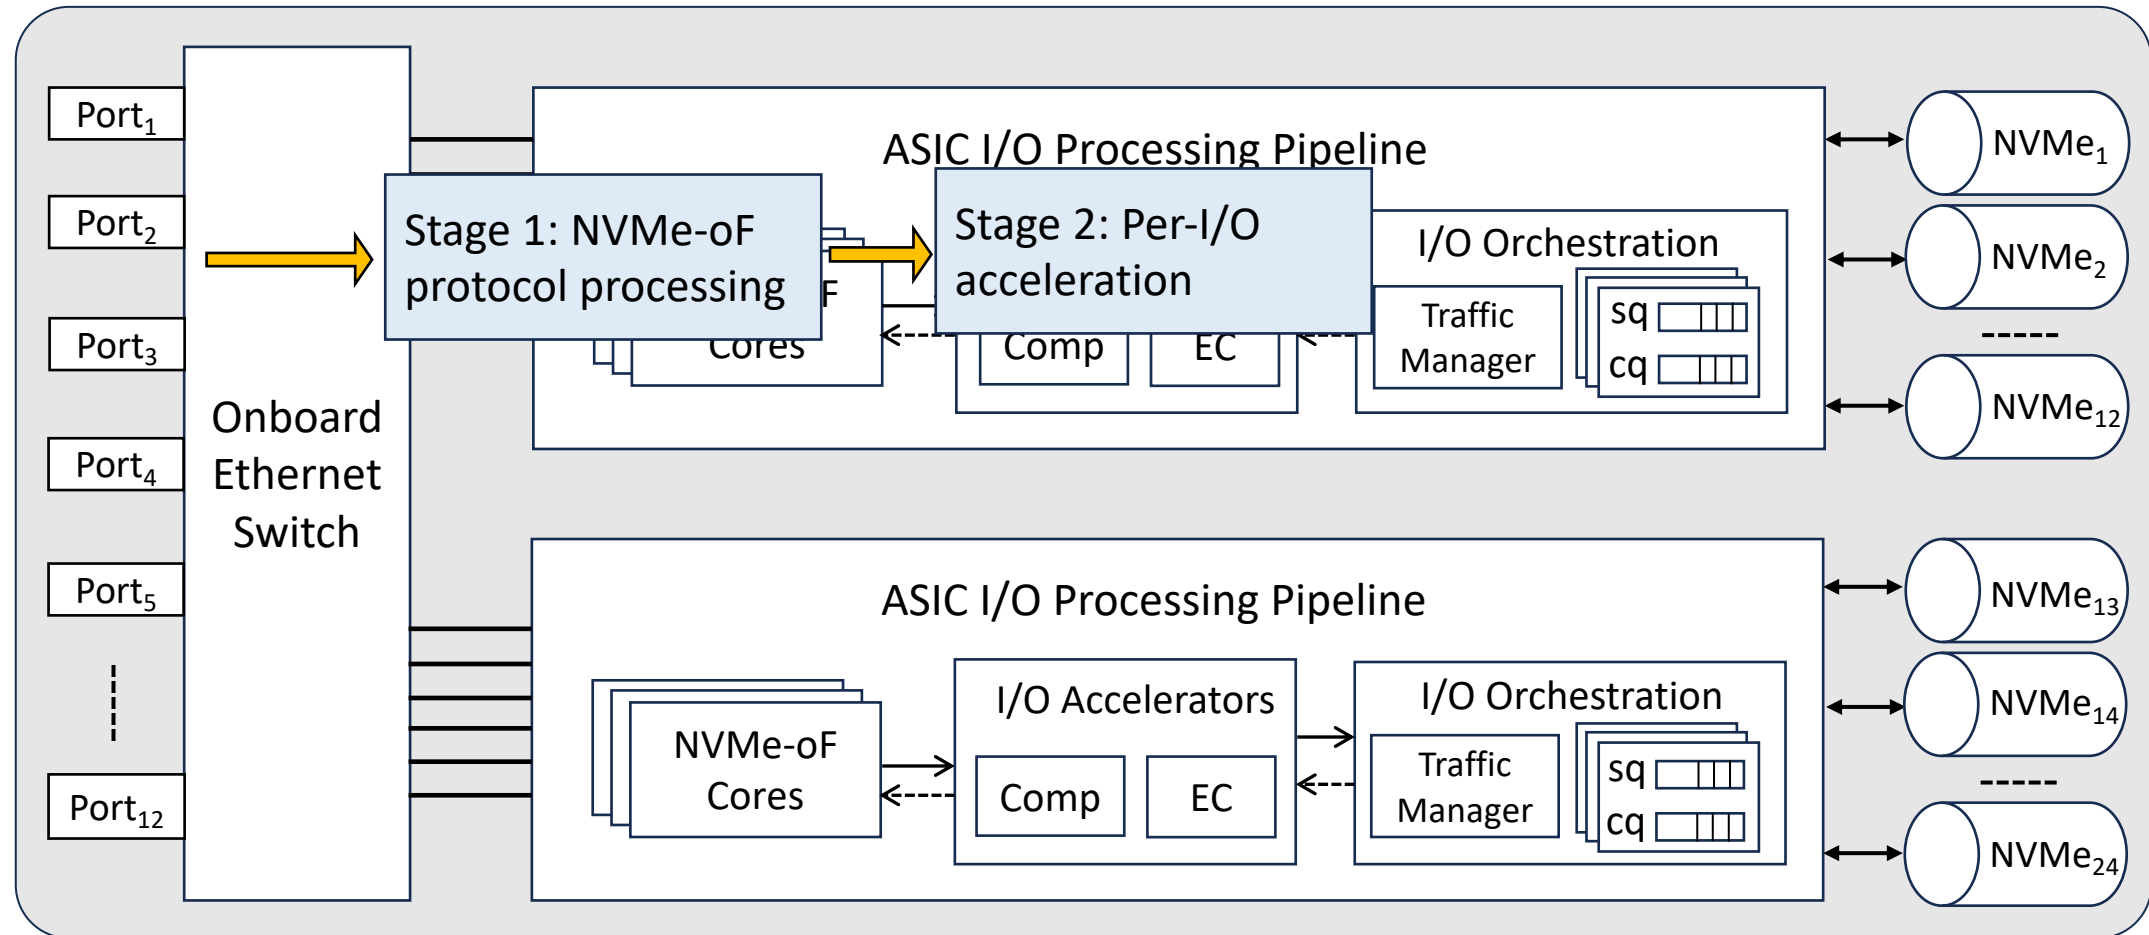 Port1
Port2
Port3
Port4
Port5
Port12
Onboard
Ethernet
Switch
ASIC I/O Processing Pipeline
Stage 1: NVMe-oF
protocol processing
Stage 2: Per-I/O
acceleration
F
Cores
Comp
EC
I/O Orchestration
Traffic
Manager
sq
cq
NVMe1
NVMe2
NVMe12
ASIC I/O Processing Pipeline
NVMe-oF
Cores
I/O Accelerators
Comp
EC
I/O Orchestration
Traffic
Manager
sq
cq
NVMe13
NVMe14
NVMe24